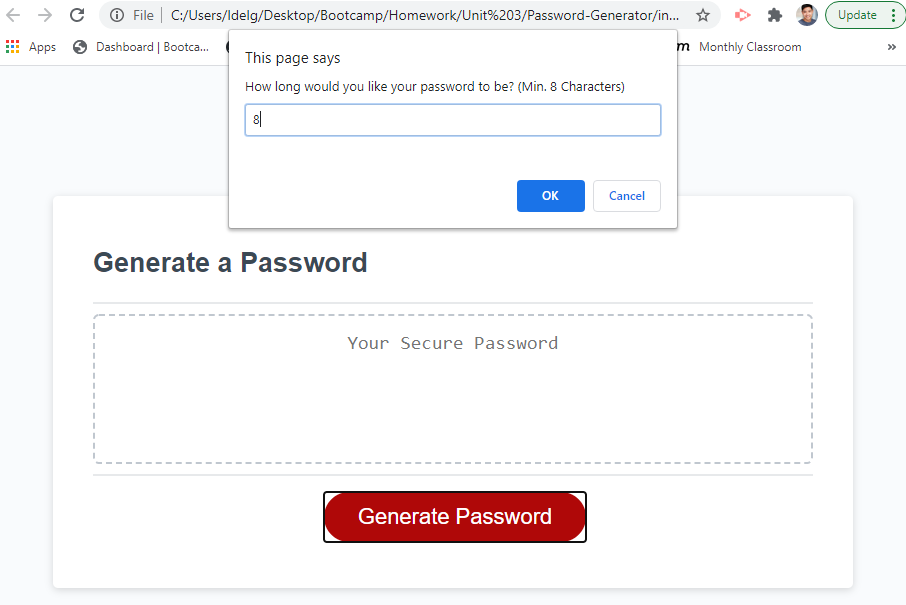 File C:/Users/Idelg/Desktop/Bootcamp/Homework/Unit%203/Password-Generator/in... Update
Apps Dashboard | Bootca... m Monthly Classroom »
This page says
How long would you like your password to be? (Min. 8 Characters)
8
OK Cancel
Generate a Password
Your Secure Password
Generate Password